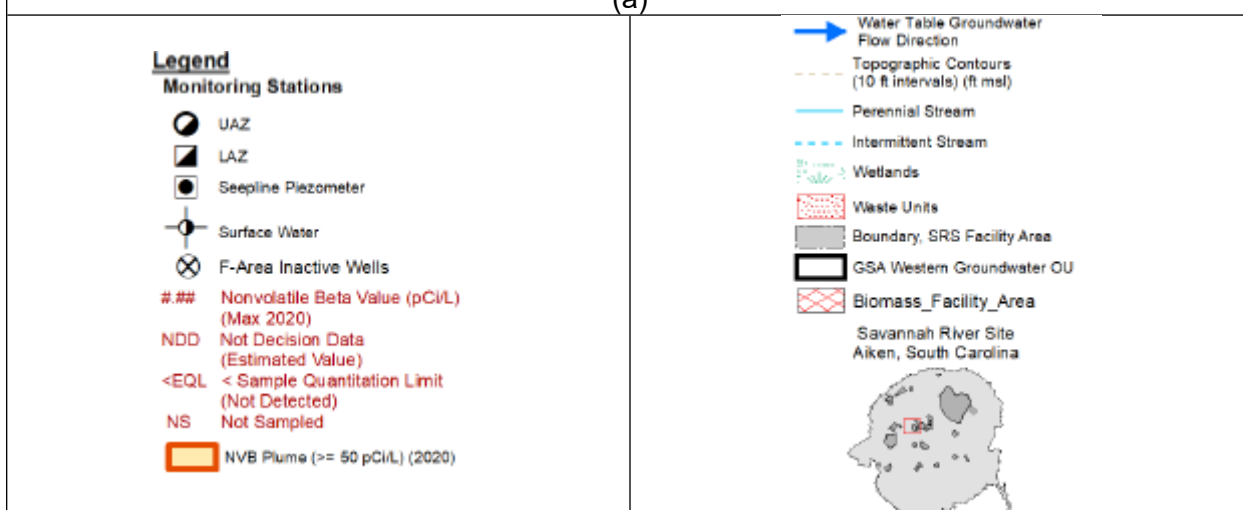 (a)
Legend
Monitoring Stations
UAZ
LAZ
Seepline Piezometer
Surface Water
F-Area Inactive Wells
#.## Nonvolatile Beta Value (pCi/L)
(Max 2020)
NDD Not Decision Data
(Estimated Value)
<EQL < Sample Quantitation Limit
(Not Detected)
NS Not Sampled
NVB Plume (>= 50 pCi/L) (2020)
Water Table Groundwater
Flow Direction
Topographic Contours
(10 ft intervals) (ft msl)
Perennial Stream
Intermittent Stream
Wetlands
Waste Units
Boundary, SRS Facility Area
GSA Western Groundwater OU
Biomass_Facility_Area
Savannah River Site
Aiken, South Carolina